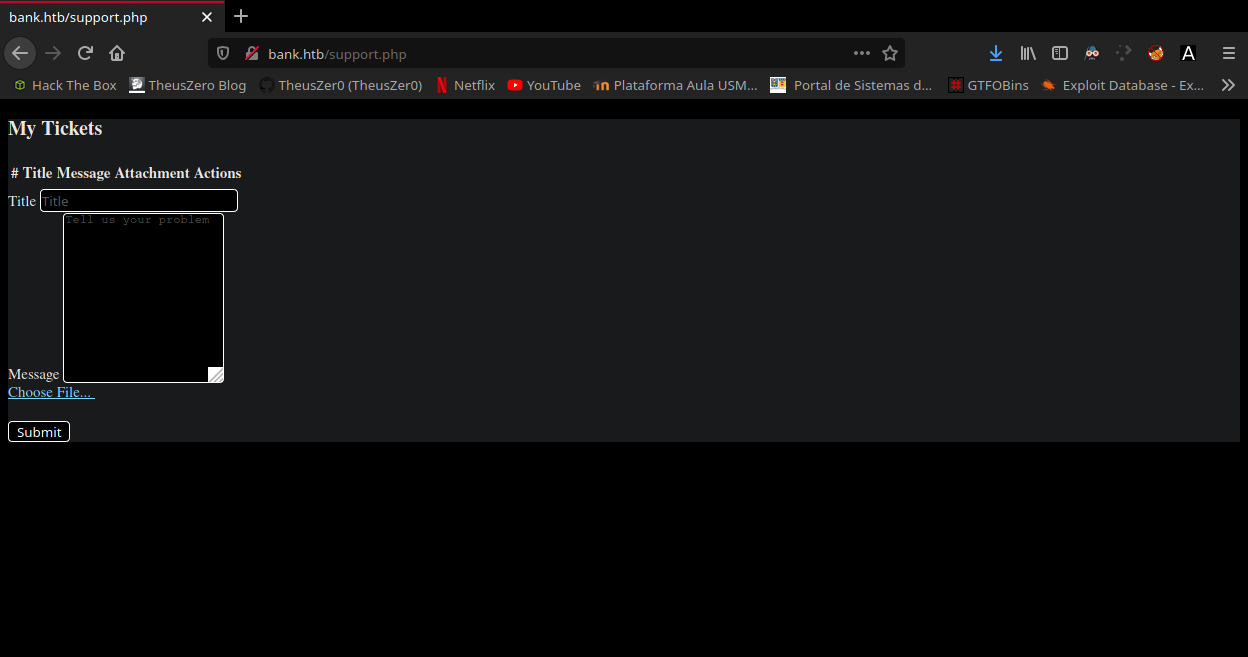 bank.htb/support.php
bank.htb/support.php
Hack The Box TheusZero Blog TheusZer0 (TheusZer0) Netflix YouTube Plataforma Aula USM... Portal de Sistemas d... GTFOBins Exploit Database - Ex...
My Tickets
# Title Message Attachment Actions
Title Title
Tell us your problem
Message
Choose File...
Submit